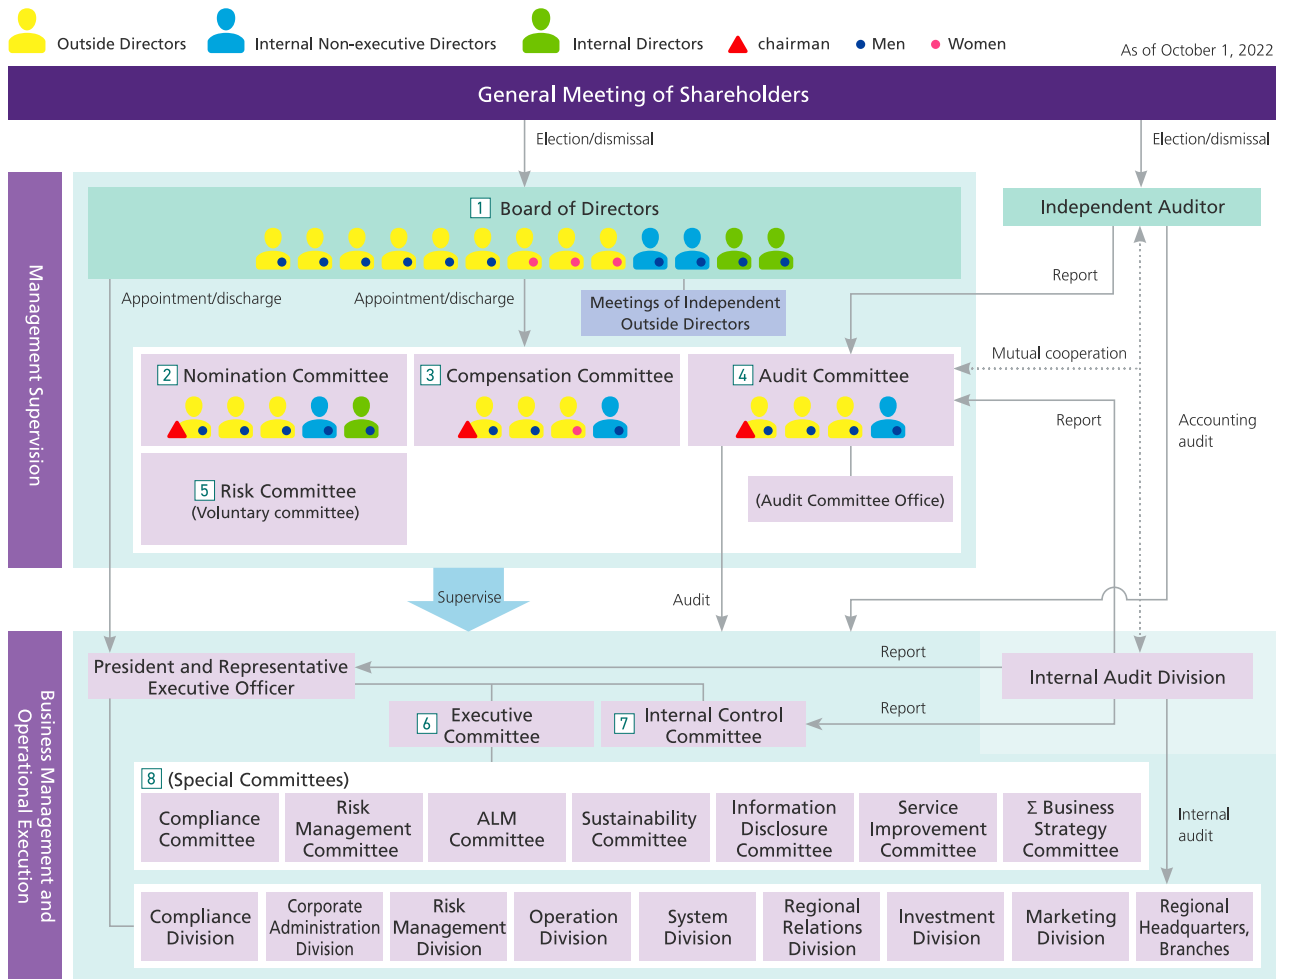 Outside Directors
Internal Non-executive Directors
Internal Directors
chairman
Men
Women
As of October 1, 2022
General Meeting of Shareholders
Election/dismissal
Election/dismissal
Management Supervision
1 Board of Directors
Independent Auditor
Appointment/discharge
Appointment/discharge
Meetings of Independent
Outside Directors
Report
Mutual cooperation
2 Nomination Committee
3 Compensation Committee
4 Audit Committee
Report
Accounting
audit
5 Risk Committee
(Voluntary committee)
(Audit Committee Office)
Supervise
Audit
Business Management and
Operational Execution
President and Representative
Executive Officer
Report
Internal Audit Division
6 Executive
Committee
7 Internal Control
Committee
Report
8 (Special Committees)
Compliance
Committee
Risk
Management
Committee
ALM
Committee
Sustainability
Committee
Information
Disclosure
Committee
Service
Improvement
Committee
Σ Business
Strategy
Committee
Internal
audit
Compliance
Division
Corporate
Administration
Division
Risk
Management
Division
Operation
Division
System
Division
Regional
Relations
Division
Investment
Division
Marketing
Division
Regional
Headquarters,
Branches